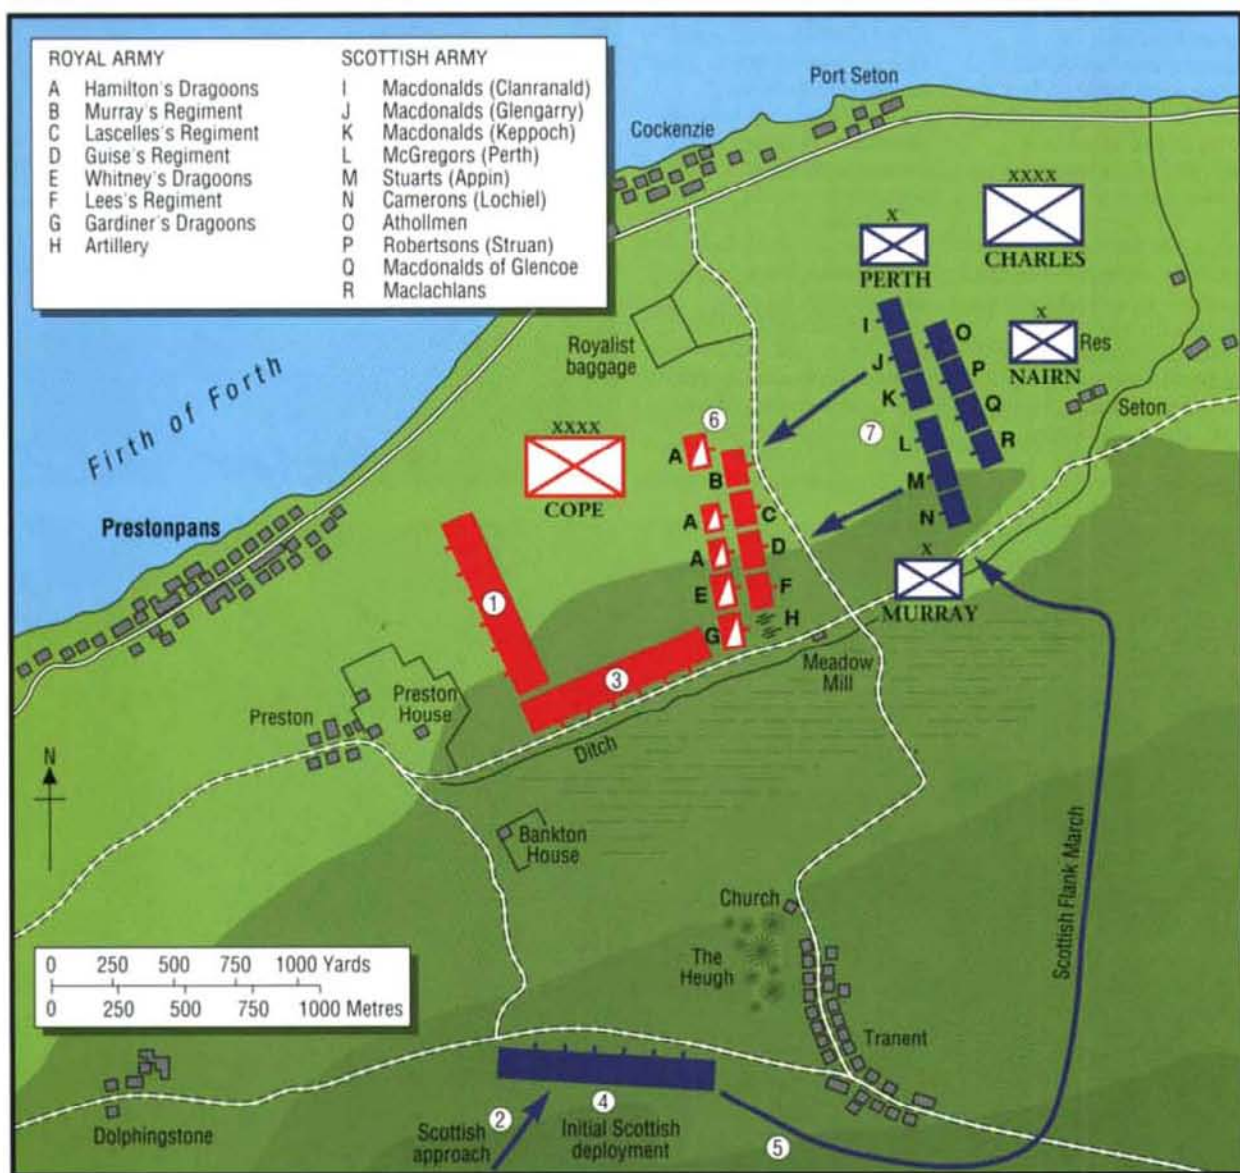 ROYAL ARMY
A Hamilton's Dragoons
B Murray's Regiment
C Lascelles's Regiment
D Guise's Regiment
E Whitney's Dragoons
F Lees's Regiment
G Gardiner's Dragoons
H Artillery
SCOTTISH ARMY
I Macdonalds (Clanranald)
J Macdonalds (Glengarry)
K Macdonalds (Keppoch)
L McGregors (Perth)
M Stuarts (Appin)
N Camerons (Lochiel)
O Athollmen
P Robertsons (Struan)
Q Macdonalds of Glencoe
R Maclachlans
Port Seton
Cockenzie
XXXX
CHARLES
X
PERTH
X
Res
NAIRN
Seton
I
J
K
L
M
N
O
P
Q
R
7
Royalist
baggage
Firth of Forth
XXXX
COPE
6
A
B
A
C
A
D
E
F
G
H
Prestonpans
1
3
X
MURRAY
Meadow
Mill
Ditch
Preston
House
Preston
N
Bankton
House
Church
The
Heugh
Scottish Flank March
Tranent
0 250 500 750 1000 Yards
0 250 500 750 1000 Metres
Dolphingstone
2
Scottish
approach
4
Initial Scottish
deployment
5